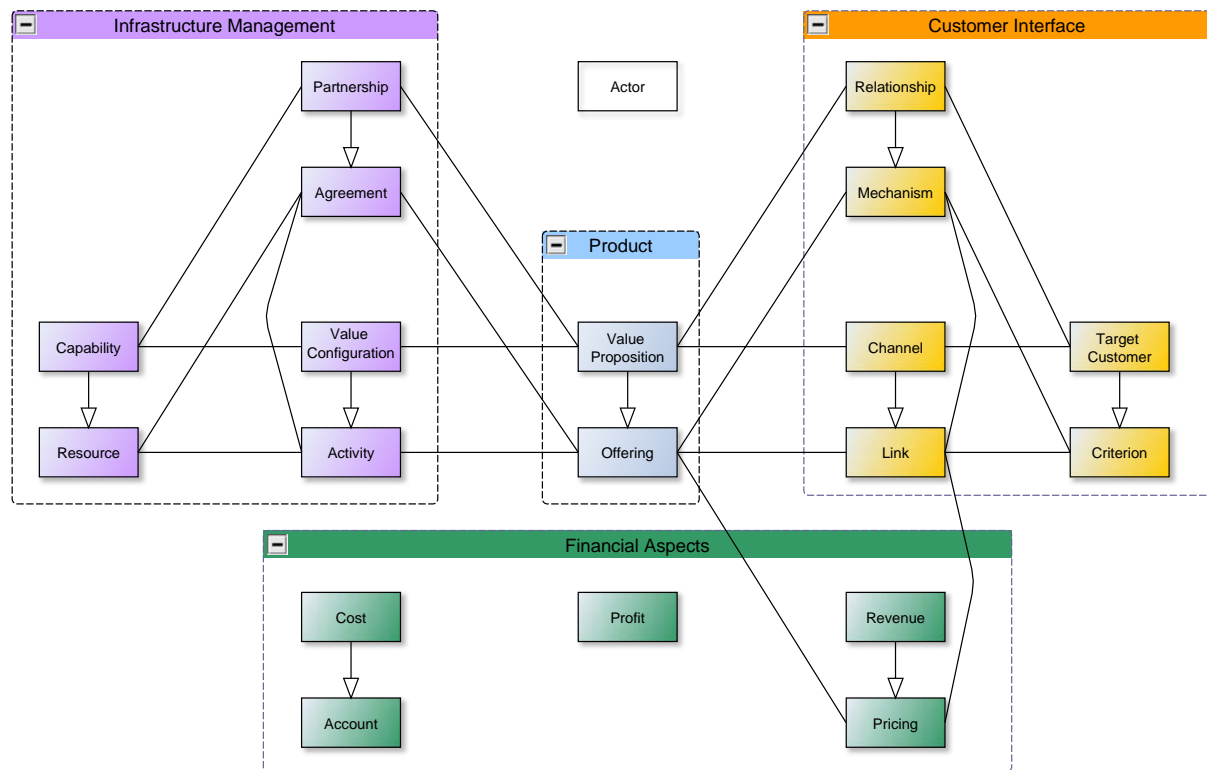 Infrastructure Management
Customer Interface
Partnership
Actor
Relationship
Agreement
Mechanism
Product
Capability
Value
Configuration
Value
Proposition
Channel
Target
Customer
Resource
Activity
Offering
Link
Criterion
Financial Aspects
Cost
Profit
Revenue
Account
Pricing